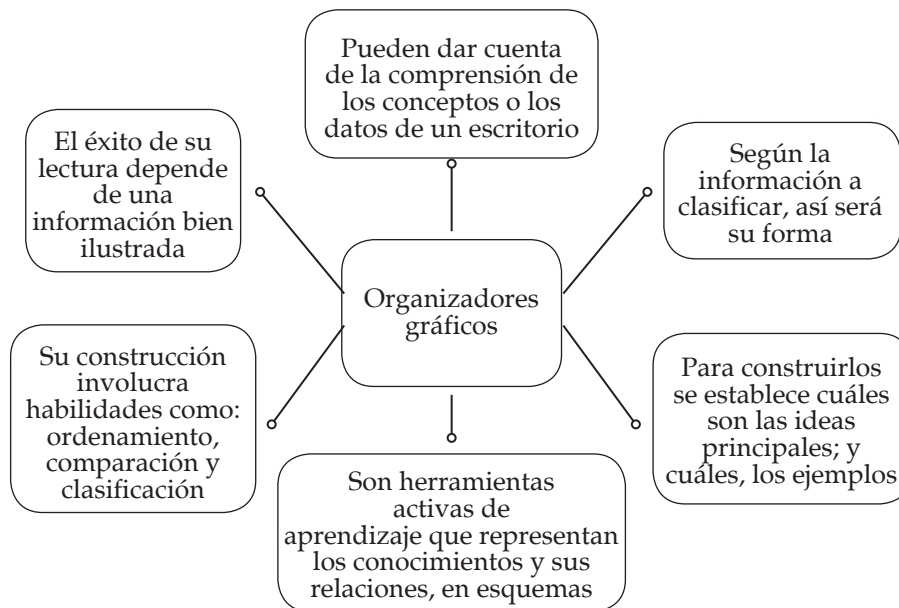 Pueden dar cuenta
de la comprensión de
los conceptos o los
datos de un escritorio
El éxito de su
lectura depende
de una
información bien
ilustrada
Según la
información a
clasificar, así será
su forma
Organizadores
gráficos
Su construcción
involucra
habilidades como:
ordenamiento,
comparación y
clasificación
Para construirlos
se establece cuáles
son las ideas
principales; y
cuáles, los ejemplos
Son herramientas
activas de
aprendizaje que representan
los conocimientos y sus
relaciones, en esquemas